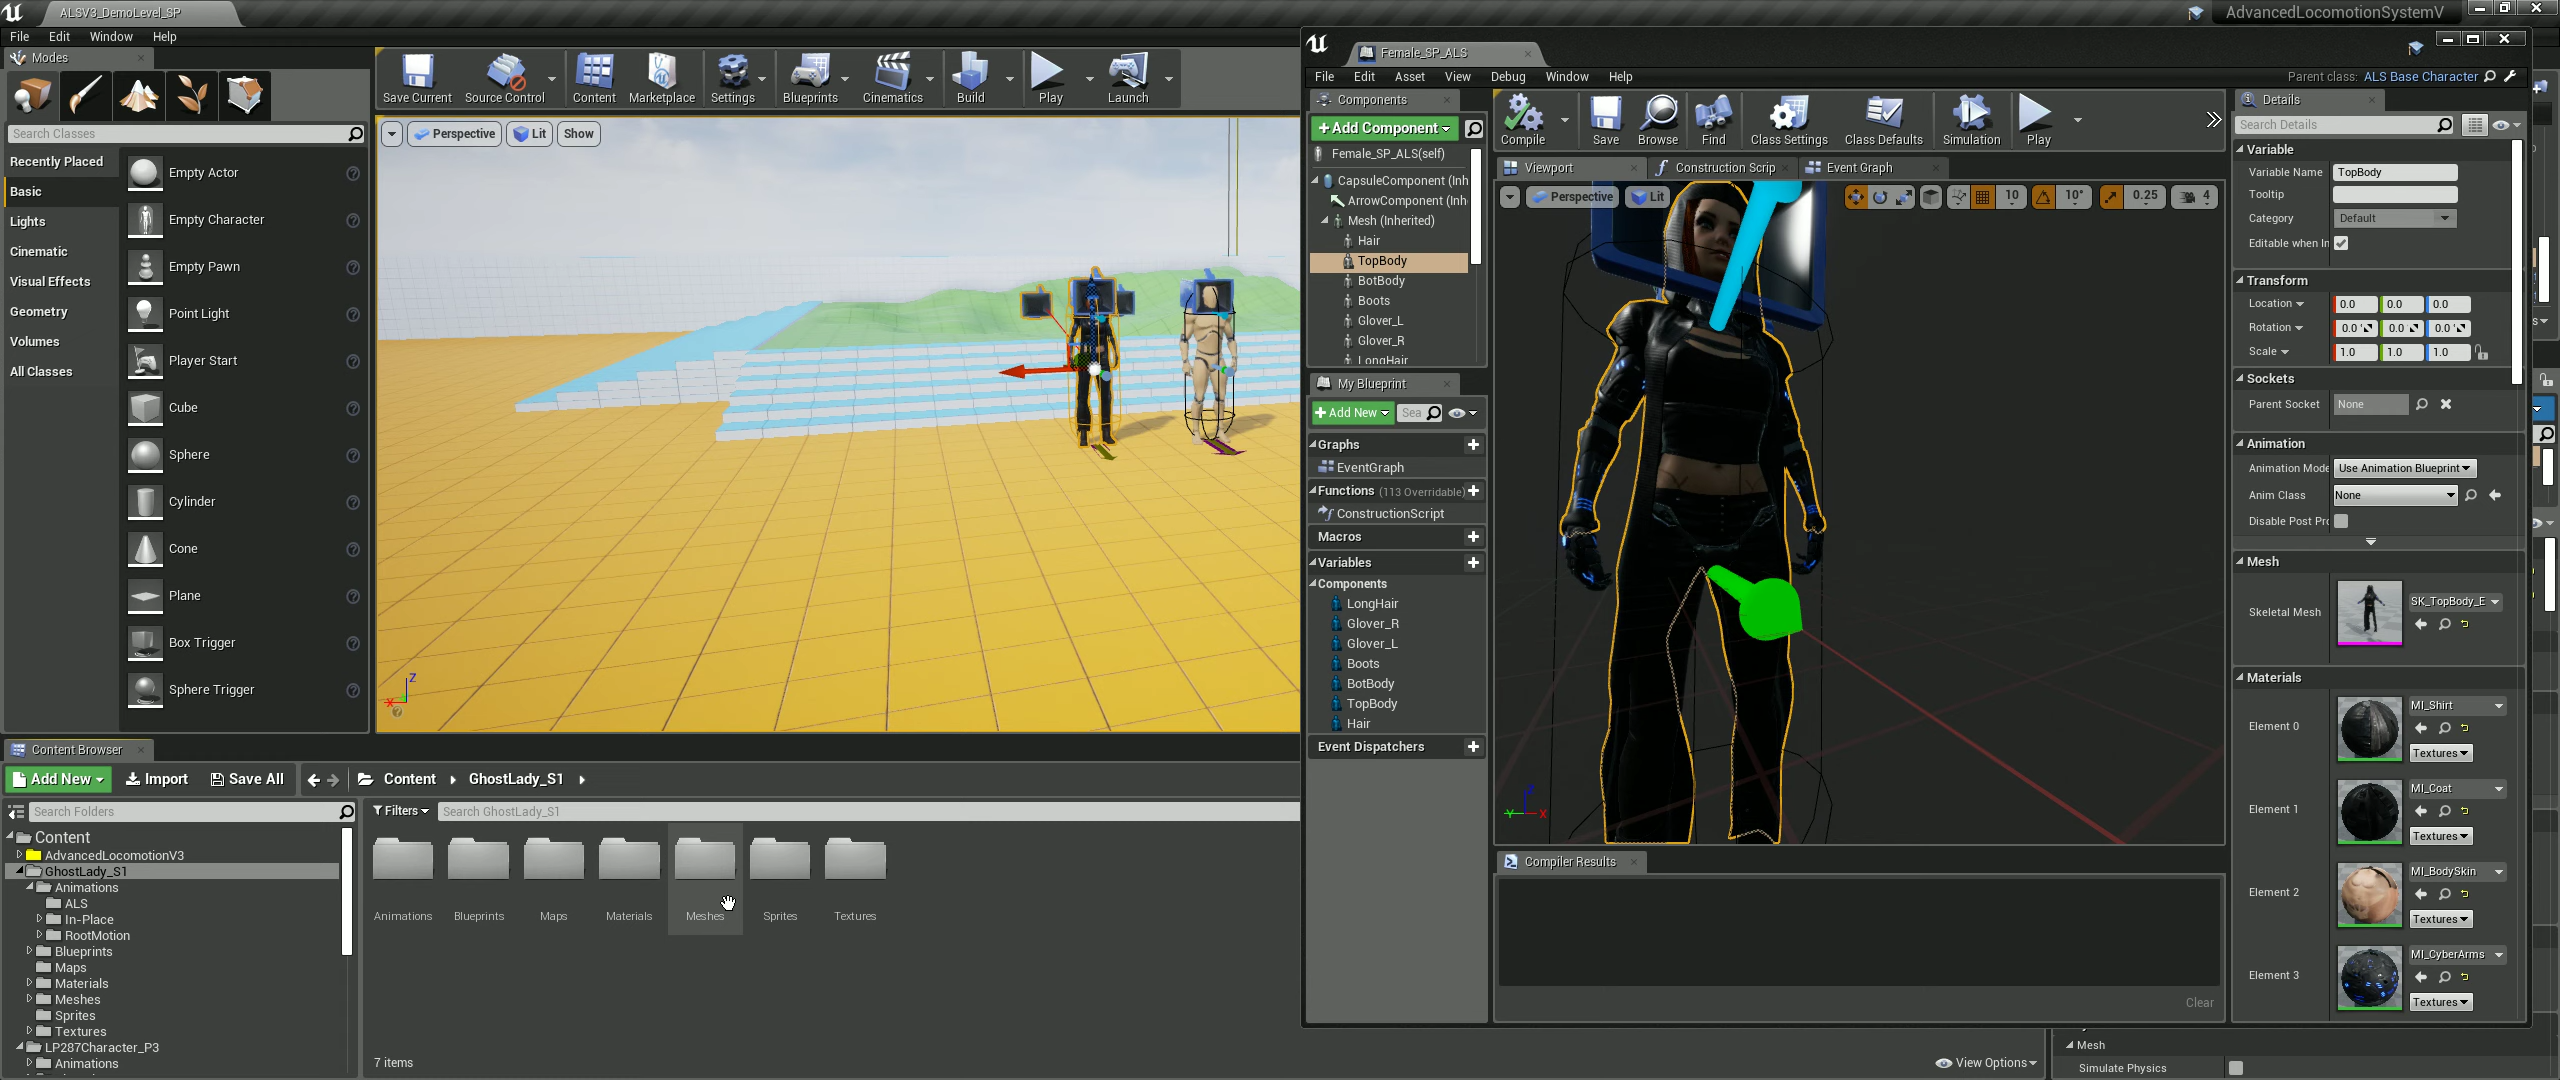 ALSV3_DemoLevel_SP
AdvancedLocomotionSystemV
File Edit Window Help
Modes
Search Classes
Recently Placed
Basic
Lights
Cinematic
Visual Effects
Geometry
Volumes
All Classes
Empty Actor
Empty Character
Empty Pawn
Point Light
Player Start
Cube
Sphere
Cylinder
Cone
Plane
Box Trigger
Sphere Trigger
Save Current Source Control Content Marketplace Settings Blueprints Cinematics Build Play Launch
Perspective Lit Show
Z
X
Content Browser
Add New Import Save All Content GhostLady_S1
Search Folders
Content
AdvancedLocomotionV3
GhostLady_S1
Animations
ALS
In-Place
RootMotion
Blueprints
Maps
Materials
Meshes
Sprites
Textures
LP287Character_P3
Animations
Filters Search GhostLady_S1
Animations Blueprints Maps Materials Meshes Sprites Textures
7 items
View Options
Female_SP_ALS
File Edit Asset View Debug Window Help
Parent class: ALS Base Character
Components
Add Component
Female_SP_ALS(self)
CapsuleComponent (Inh
ArrowComponent (Inh
Mesh (Inherited)
Hair
TopBody
BotBody
Boots
Glover_L
Glover_R
LongHair
My Blueprint
Add New Sea
Graphs
EventGraph
Functions (113 Overridable)
ConstructionScript
Macros
Variables
Components
LongHair
Glover_R
Glover_L
Boots
BotBody
TopBody
Hair
Event Dispatchers
Compile Save Browse Find Class Settings Class Defaults Simulation Play
Viewport Construction Scrip Event Graph
Perspective Lit 10 10° 0.25 4
Z
Y
X
Compiler Results
Clear
Details
Search Details
Variable
Variable Name TopBody
Tooltip
Category Default
Editable when In
Transform
Location 0.0 0.0 0.0
Rotation 0.0 ° 0.0 ° 0.0 °
Scale 1.0 1.0 1.0
Sockets
Parent Socket None
Animation
Animation Mode Use Animation Blueprint
Anim Class None
Disable Post Pro
Mesh
Skeletal Mesh SK_TopBody_E
Materials
Element 0 MI_Shirt
Textures
Element 1 MI_Coat
Textures
Element 2 MI_BodySkin
Textures
Element 3 MI_CyberArms
Textures
Mesh
Simulate Physics